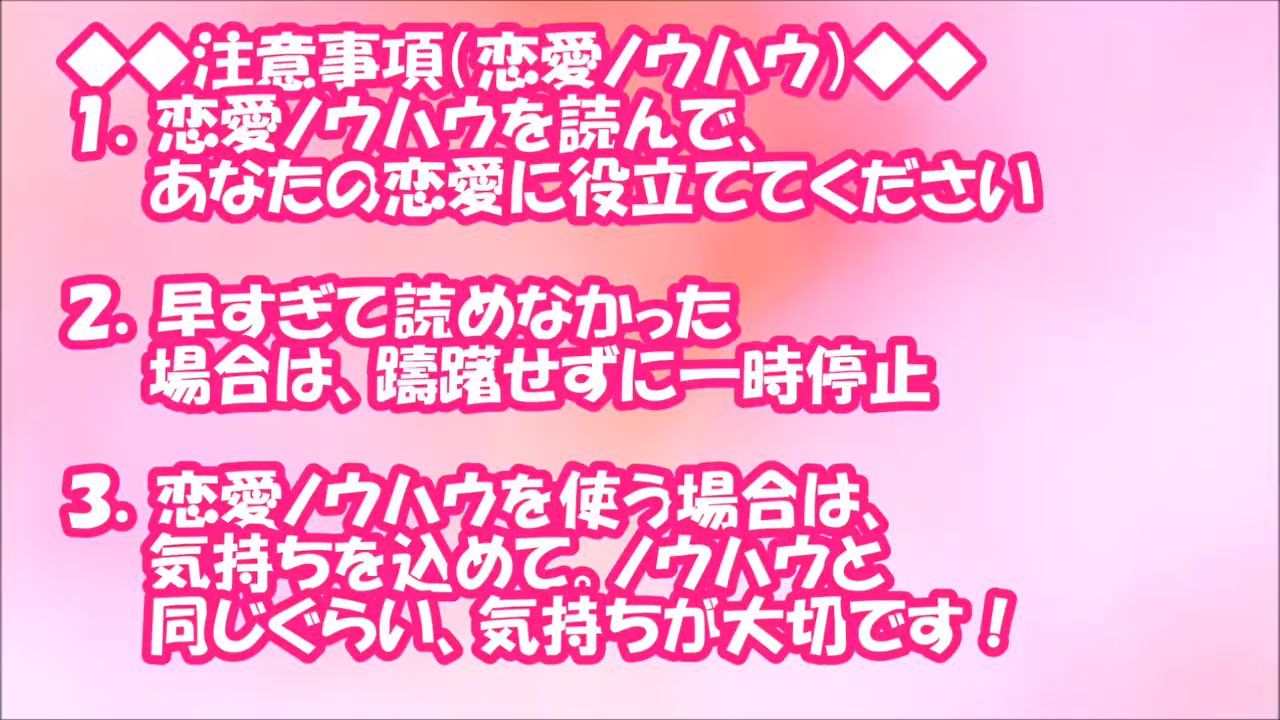 ◆◆注意事項(恋愛ノウハウ)◆◆
1. 恋愛ノウハウを読んで、
あなたの恋愛に役立ててください
2. 早すぎて読めなかった
場合は、躊躇せずに一時停止
3. 恋愛ノウハウを使う場合は、
気持ちを込めて。ノウハウと
同じぐらい、気持ちが大切です!